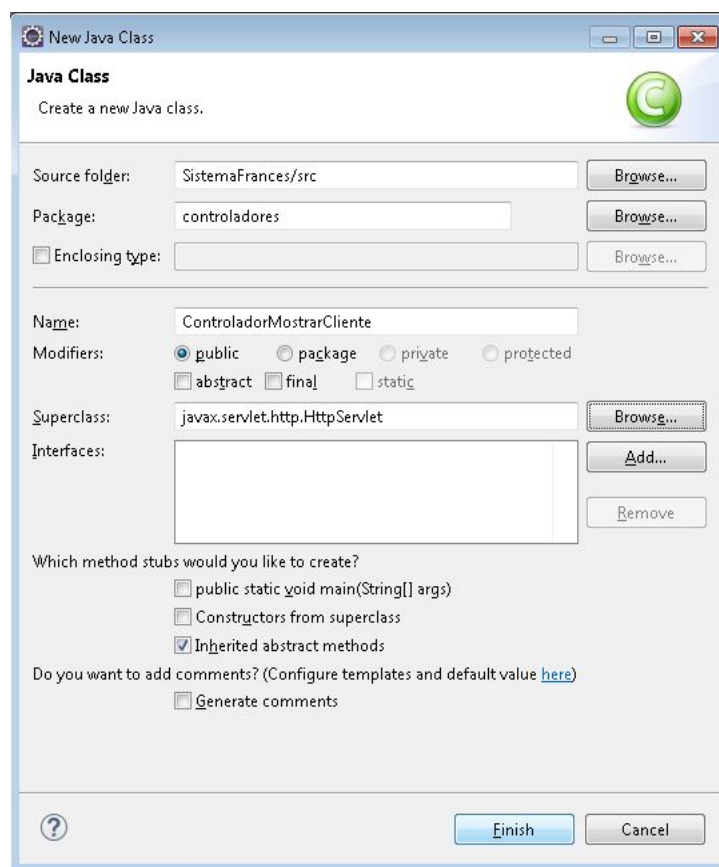 New Java Class
Java Class
Create a new Java class.
C
Source folder: SistemaFrances/src Browse...
Package: controladores Browse...
Enclosing type: Browse...
Name: ControladorMostrarCliente
Modifiers: public package private protected
abstract final static
Superclass: javax.servlet.http.HttpServlet Browse...
Interfaces: Add...
Remove
Which method stubs would you like to create?
public static void main(String[] args)
Constructors from superclass
Inherited abstract methods
Do you want to add comments? (Configure templates and default value here)
Generate comments
? Finish Cancel